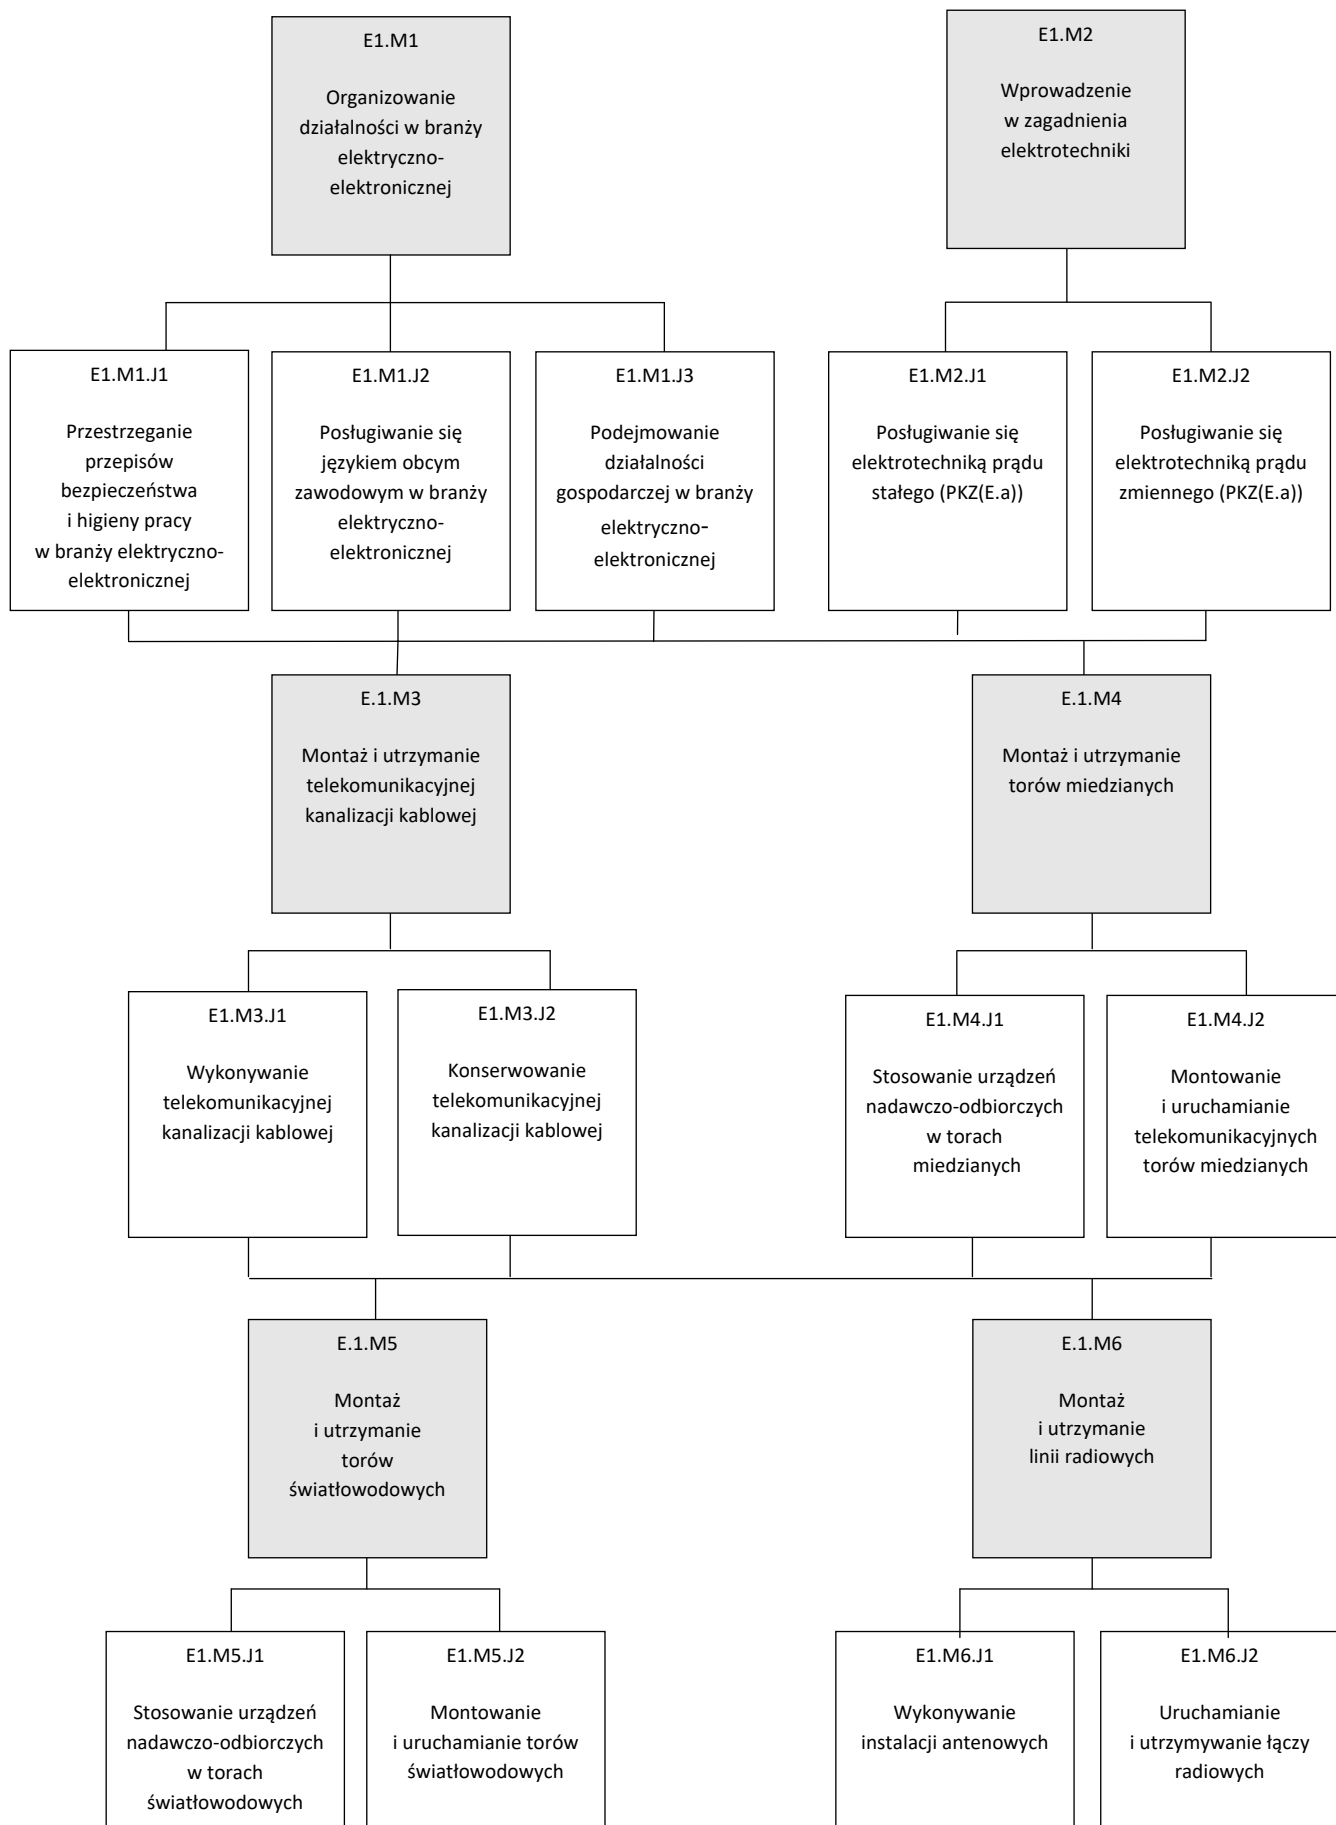 E1.M1
Organizowanie
działalności w branży
elektryczno-
elektronicznej
E1.M2
Wprowadzenie
w zagadnienia
elektrotechniki
E1.M1.J1
Przestrzeganie
przepisów
bezpieczeństwa
i higieny pracy
w branży elektryczno-
elektronicznej
E1.M1.J2
Posługiwanie się
językiem obcym
zawodowym w branży
elektryczno-
elektronicznej
E1.M1.J3
Podejmowanie
działalności
gospodarczej w branży
elektryczno-
elektronicznej
E1.M2.J1
Posługiwanie się
elektrotechniką prądu
stałego (PKZ(E.a))
E1.M2.J2
Posługiwanie się
elektrotechniką prądu
zmiennego (PKZ(E.a))
E.1.M3
Montaż i utrzymanie
telekomunikacyjnej
kanalizacji kablowej
E.1.M4
Montaż i utrzymanie
torów miedzianych
E1.M3.J1
Wykonywanie
telekomunikacyjnej
kanalizacji kablowej
E1.M3.J2
Konserwowanie
telekomunikacyjnej
kanalizacji kablowej
E1.M4.J1
Stosowanie urządzeń
nadawczo-odbiorczych
w torach
miedzianych
E1.M4.J2
Montowanie
i uruchamianie
telekomunikacyjnych
torów miedzianych
E.1.M5
Montaż
i utrzymanie
torów
światłowodowych
E.1.M6
Montaż
i utrzymanie
linii radiowych
E1.M5.J1
Stosowanie urządzeń
nadawczo-odbiorczych
w torach
światłowodowych
E1.M5.J2
Montowanie
i uruchamianie torów
światłowodowych
E1.M6.J1
Wykonywanie
instalacji antenowych
E1.M6.J2
Uruchamianie
i utrzymywanie łączy
radiowych